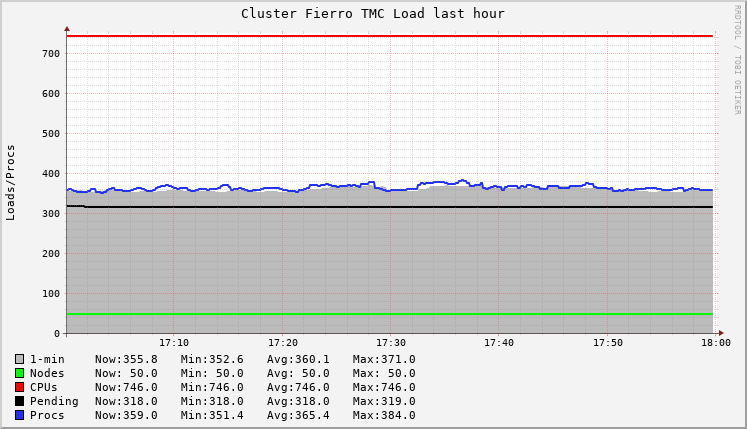 Cluster Fierro TMC Load last hour
RRDTOOL / TOBI OETIKER
Loads/Procs
700
600
500
400
300
200
100
0
17:10 17:20 17:30 17:40 17:50 18:00
1-min Now:355.8 Min:352.6 Avg:360.1 Max:371.0
Nodes Now: 50.0 Min: 50.0 Avg: 50.0 Max: 50.0
CPUs Now:746.0 Min:746.0 Avg:746.0 Max:746.0
Pending Now:318.0 Min:318.0 Avg:318.0 Max:319.0
Procs Now:359.0 Min:351.4 Avg:365.4 Max:384.0